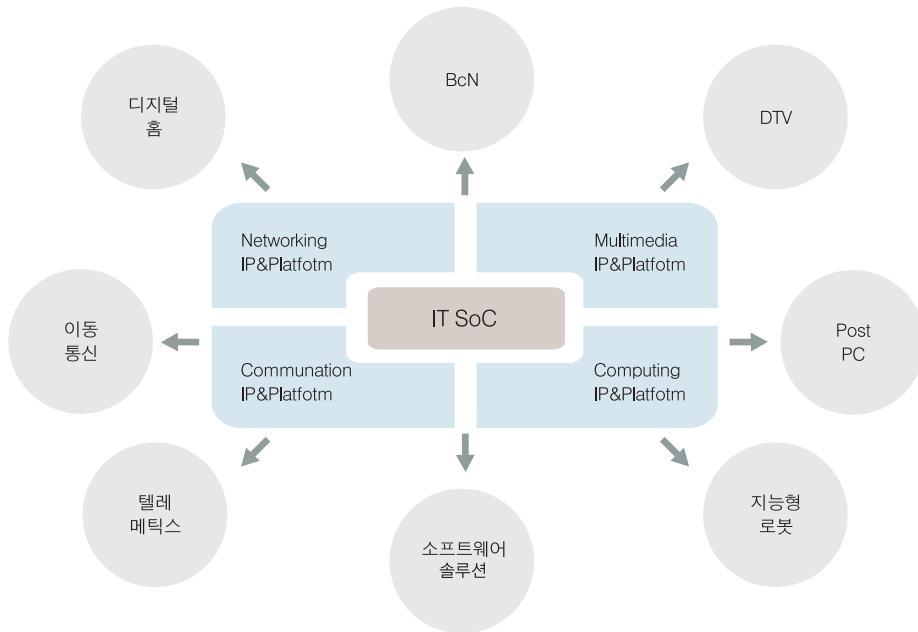 BcN
디지털
홈
DTV
Networking
IP&Platfotm
Multimedia
IP&Platfotm
IT SoC
이동
통신
Post
PC
Communation
IP&Platfotm
Computing
IP&Platfotm
텔레
메틱스
지능형
로봇
소프트웨어
솔루션